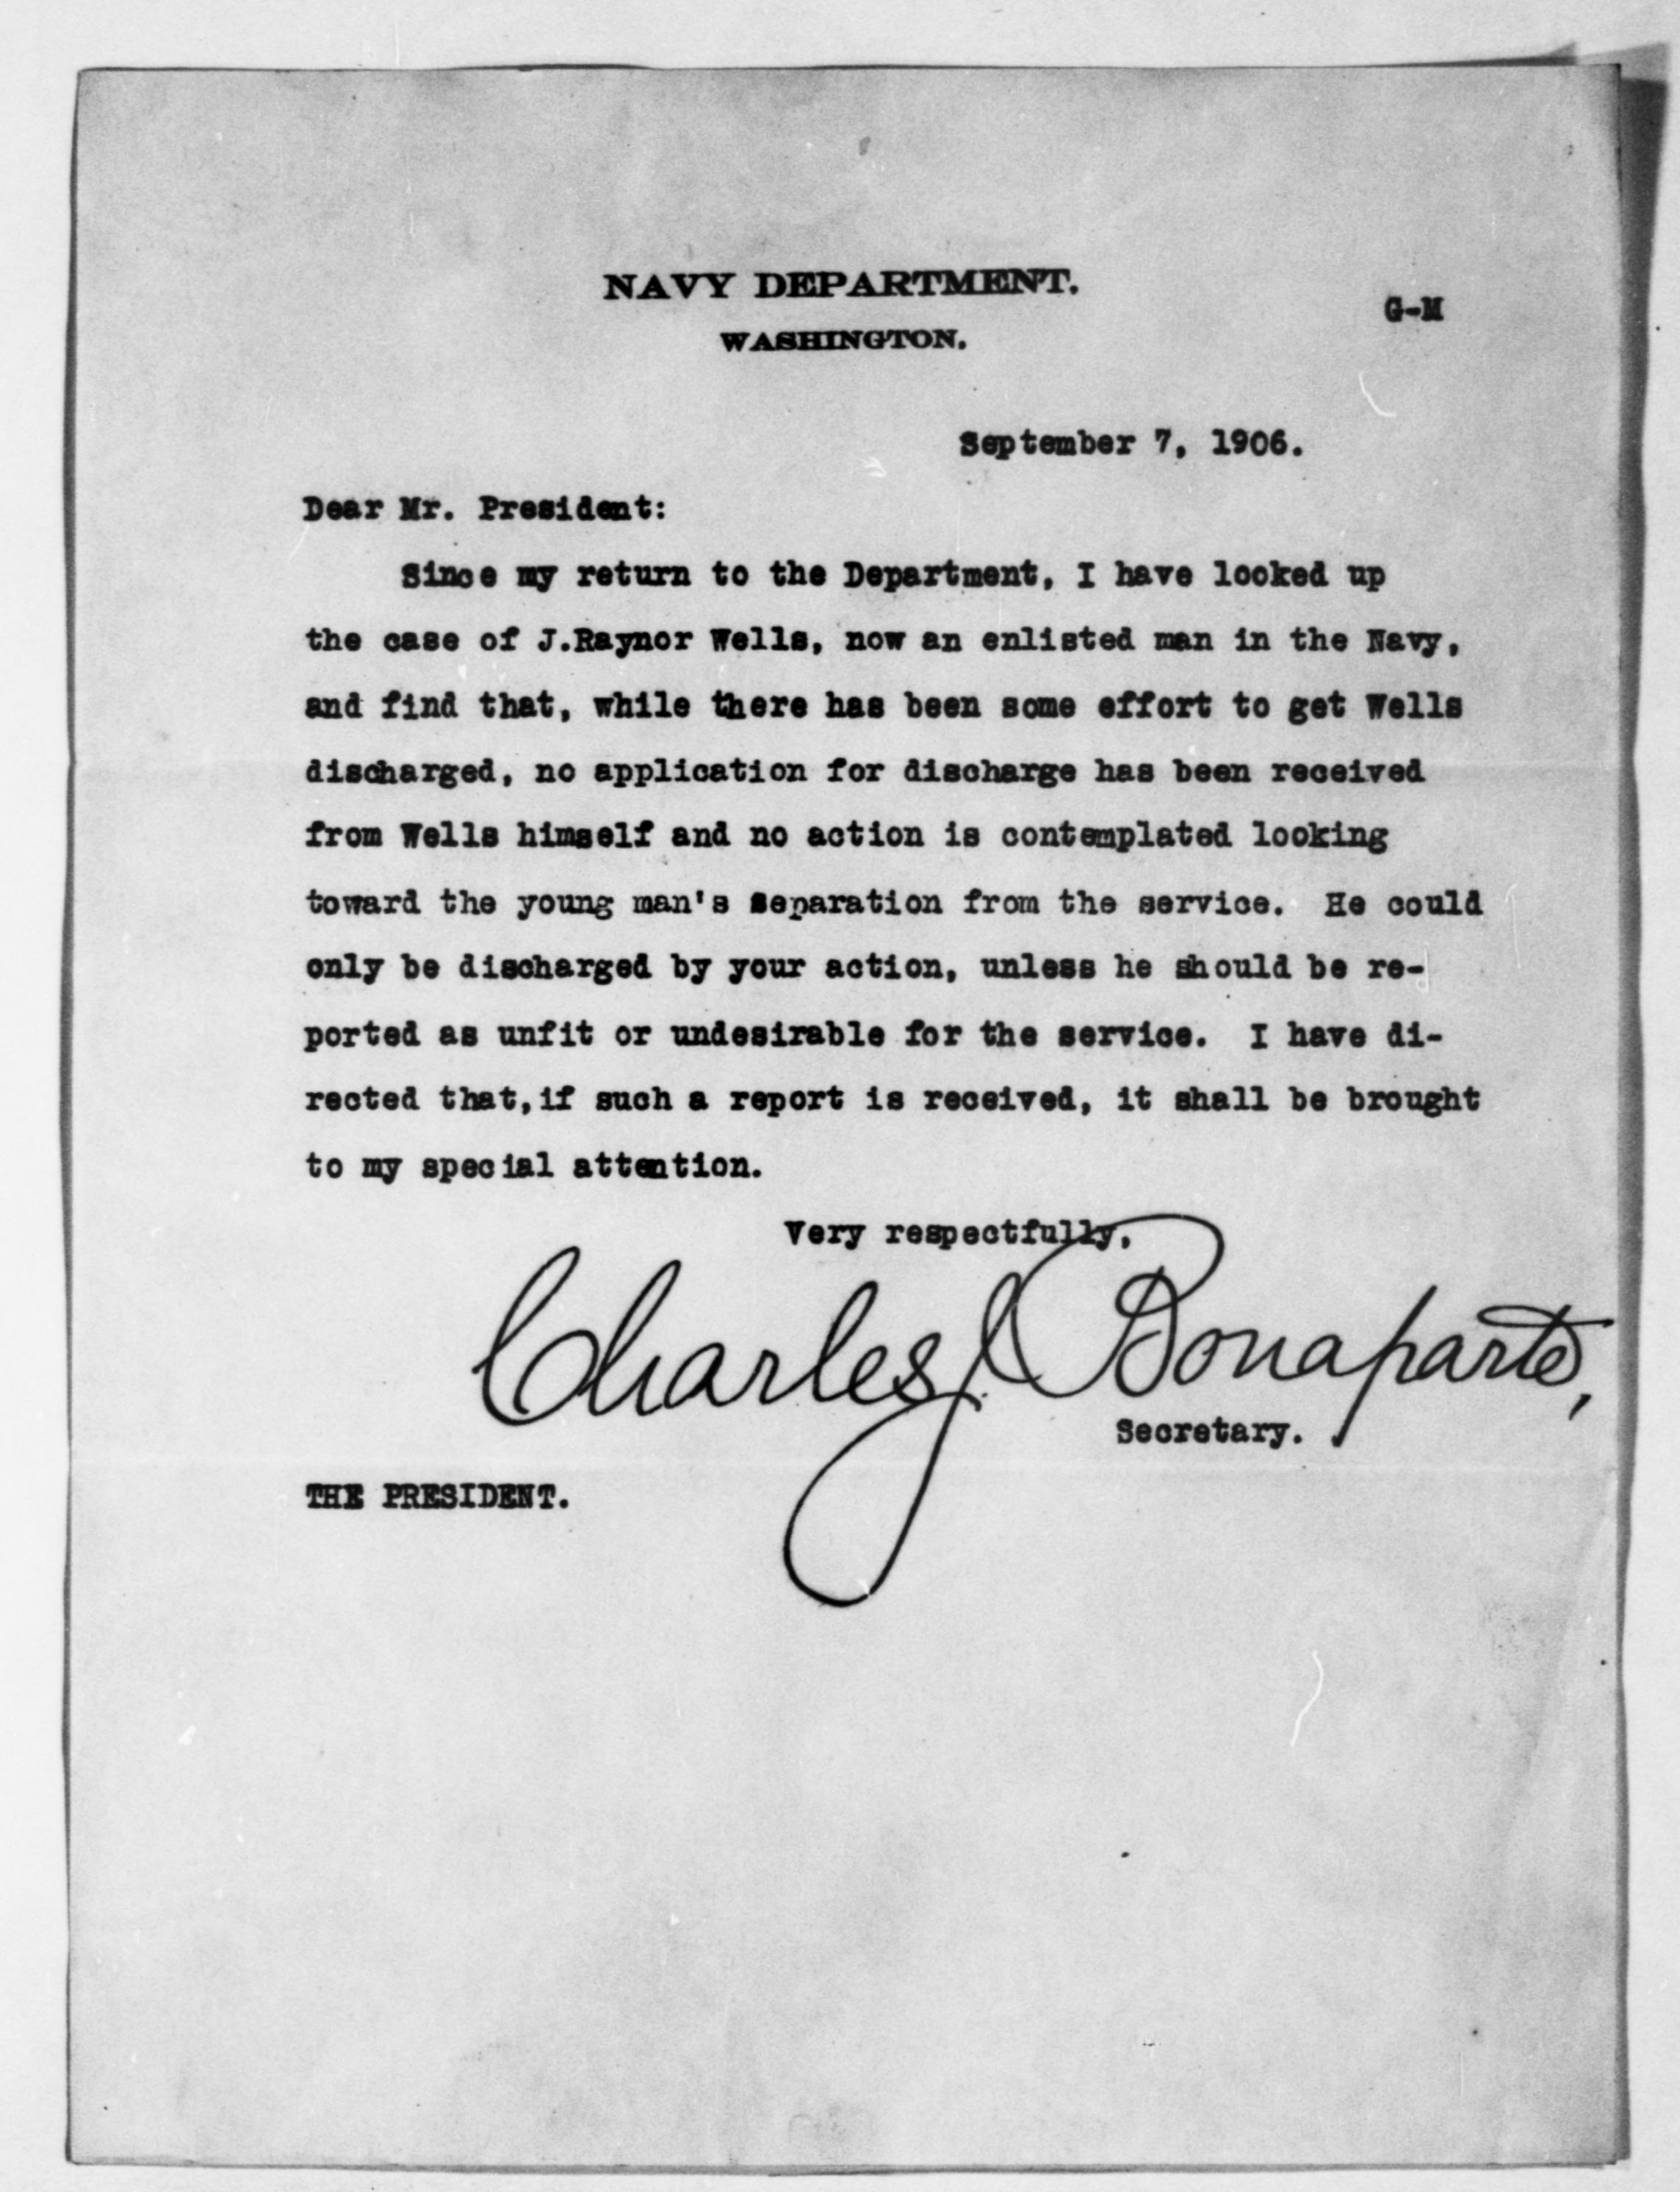 NAVY DEPARTMENT.
G-M
WASHINGTON.
September 7, 1906.
Dear Mr. President:
Since my return to the Department, I have looked up
the case of J.Raynor Wells, now an enlisted man in the Navy,
and find that, while there has been some effort to get Wells
discharged, no application for discharge has been received
from Wells himself and no action is contemplated looking
toward the young man's separation from the service. He could
only be discharged by your action, unless he should be re-
ported as unfit or undesirable for the service. I have di-
rected that,if such a report is received, it shall be brought
to my special attention.
Very respectfully,
Charles J Bonaparte,
Secretary.
THE PRESIDENT.